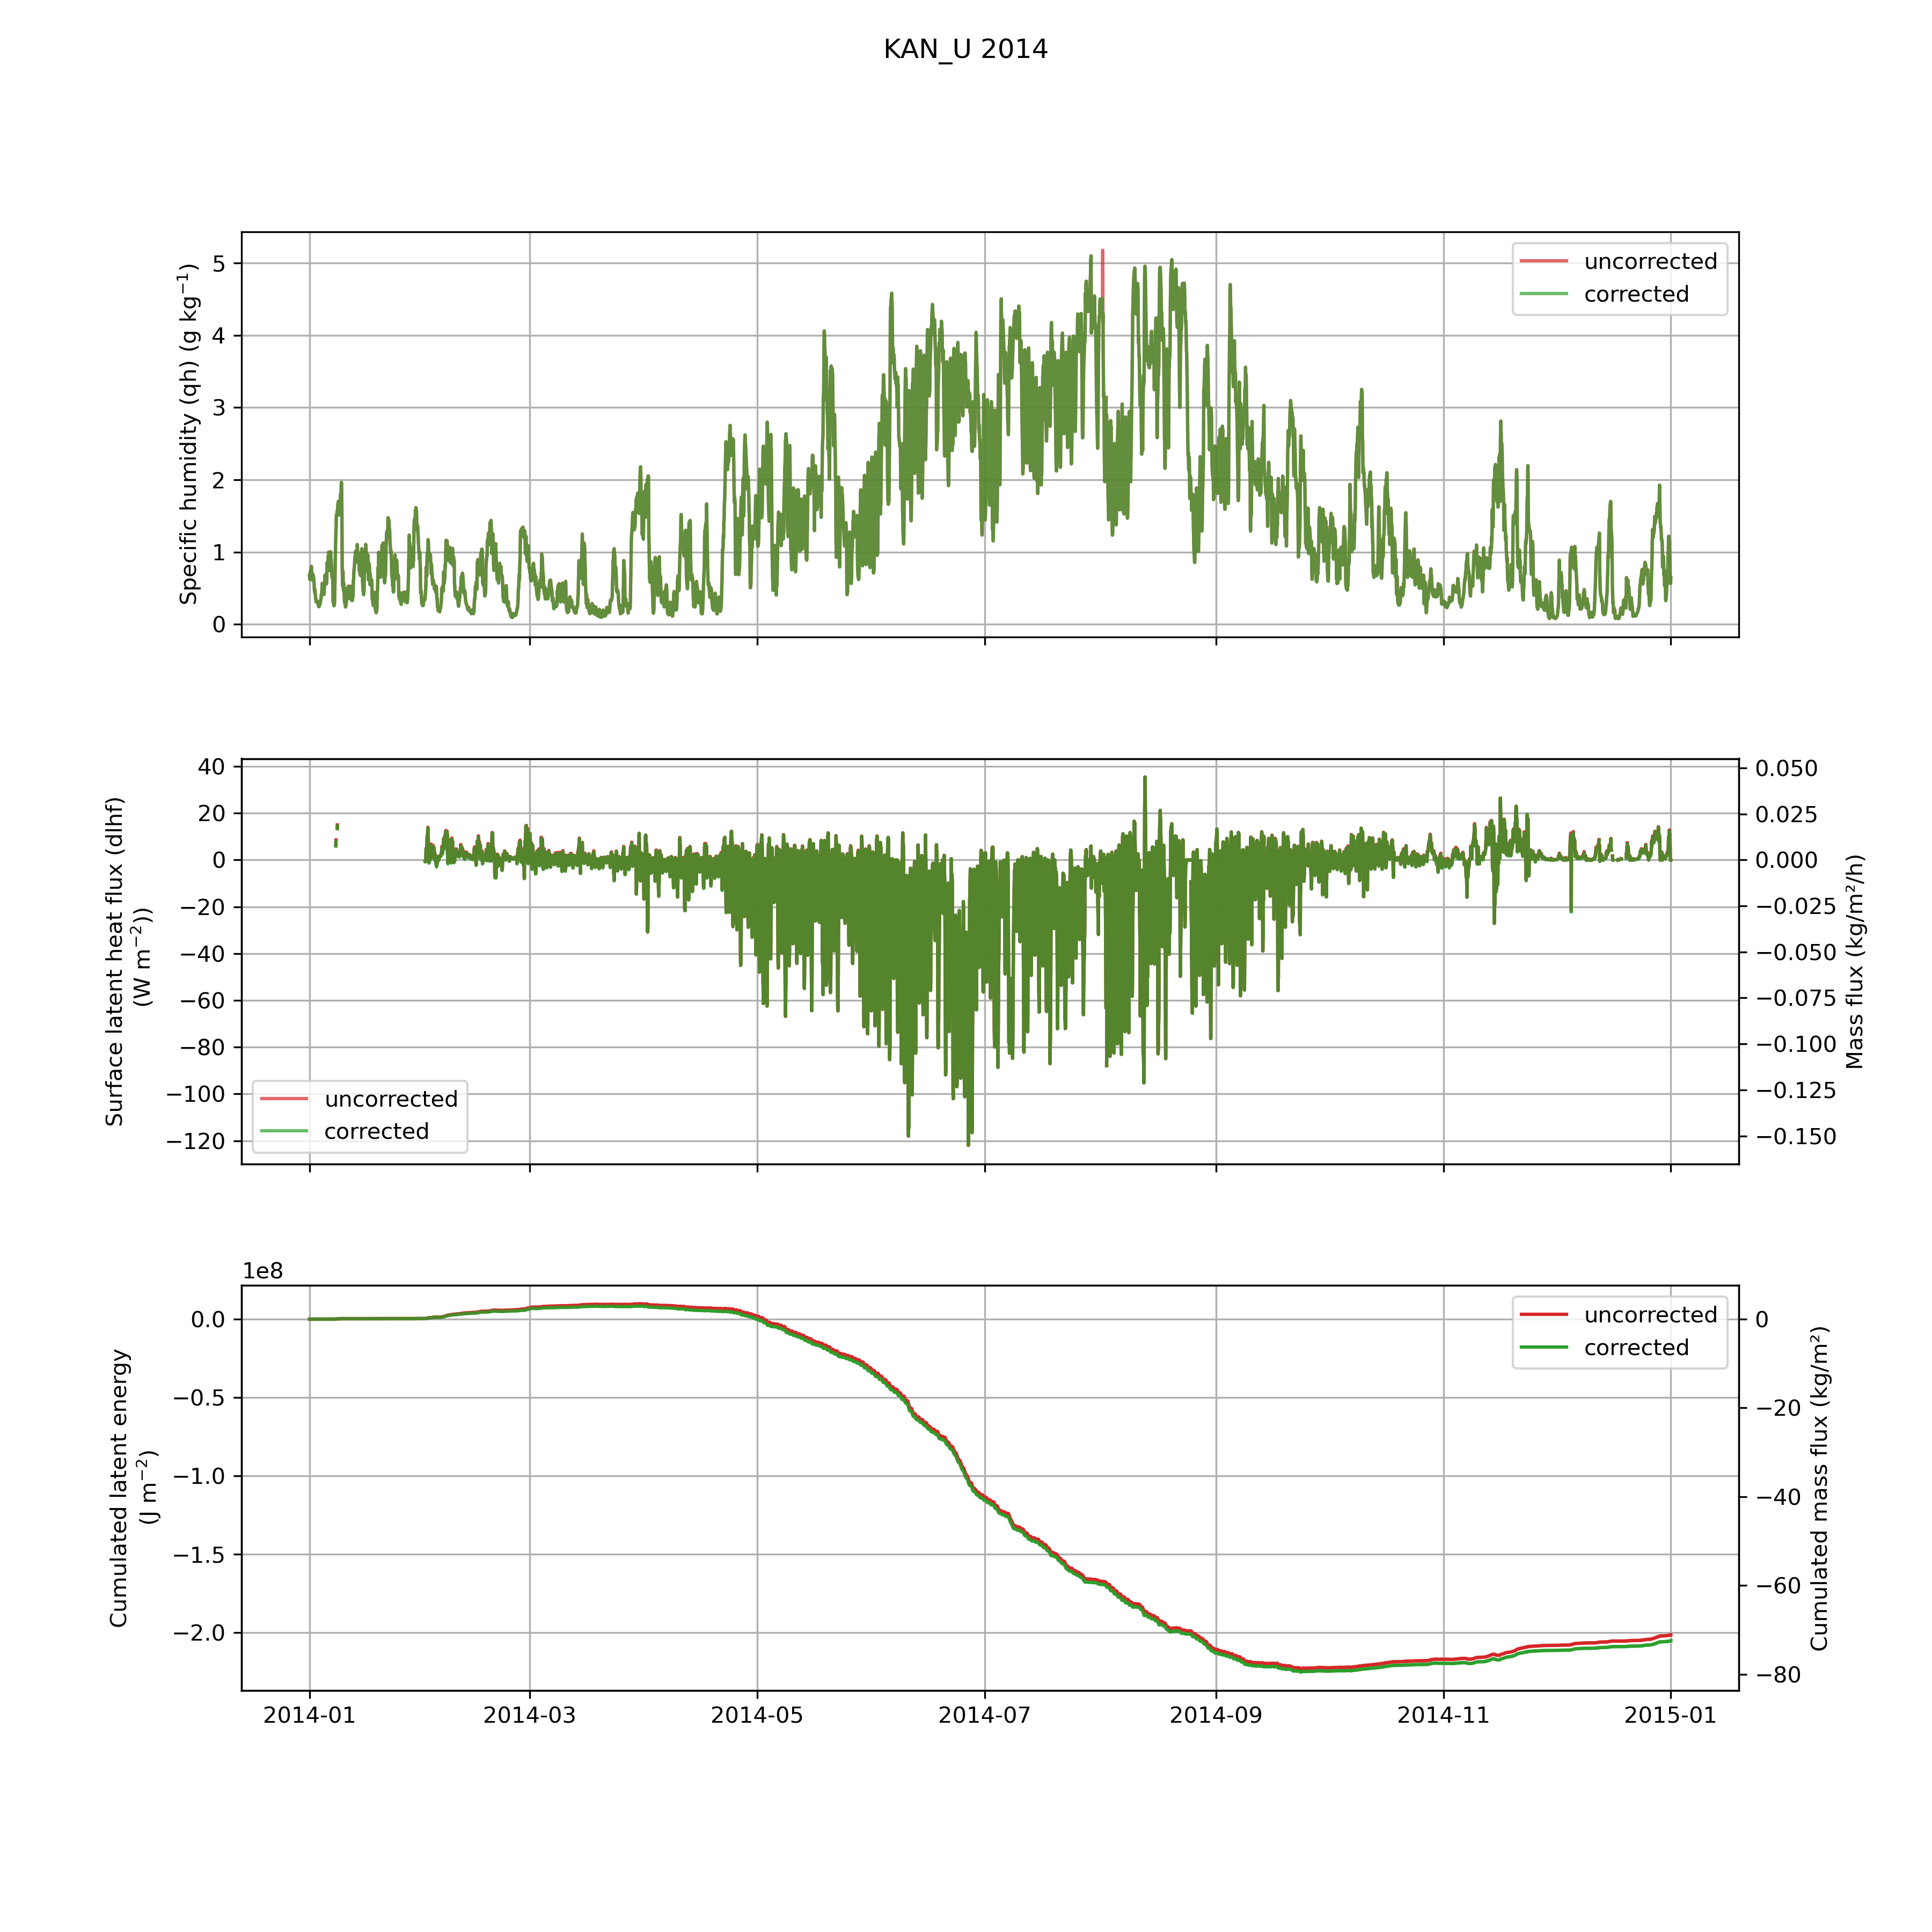 KAN_U 2014
Specific humidity (qh) (g kg⁻¹)
5
4
3
2
1
0
uncorrected
corrected
Surface latent heat flux (dlhf)
(W m⁻²))
40
20
0
−20
−40
−60
−80
−100
−120
uncorrected
corrected
0.050
0.025
0.000
−0.025
−0.050
−0.075
−0.100
−0.125
−0.150
Mass flux (kg/m²/h)
1e8
Cumulated latent energy
(J m⁻²)
0.0
−0.5
−1.0
−1.5
−2.0
uncorrected
corrected
0
−20
−40
−60
−80
Cumulated mass flux (kg/m²)
2014-01
2014-03
2014-05
2014-07
2014-09
2014-11
2015-01